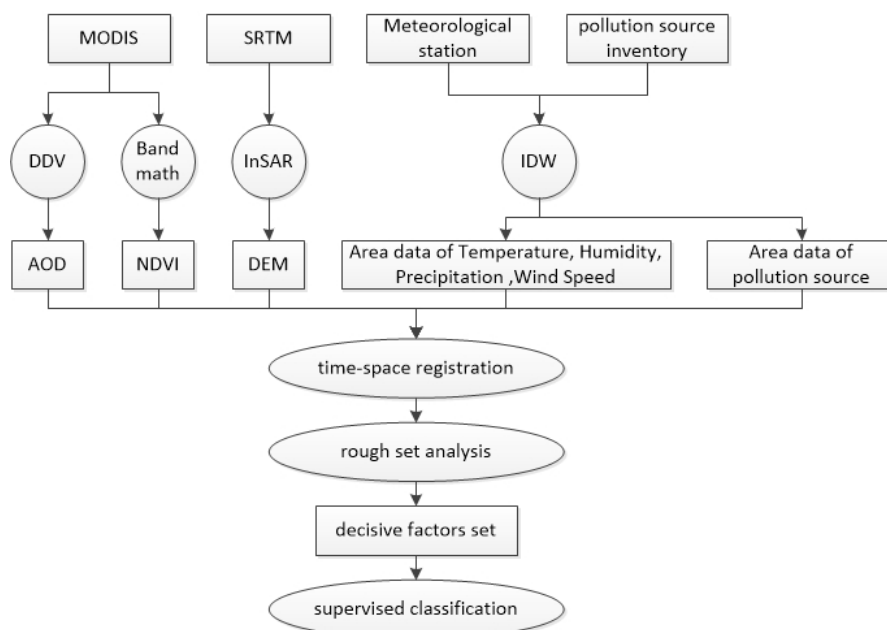 MODIS
SRTM
Meteorological
station
pollution source
inventory
DDV
Band
math
InSAR
IDW
AOD
NDVI
DEM
Area data of Temperature, Humidity,
Precipitation ,Wind Speed
Area data of
pollution source
time-space registration
rough set analysis
decisive factors set
supervised classification